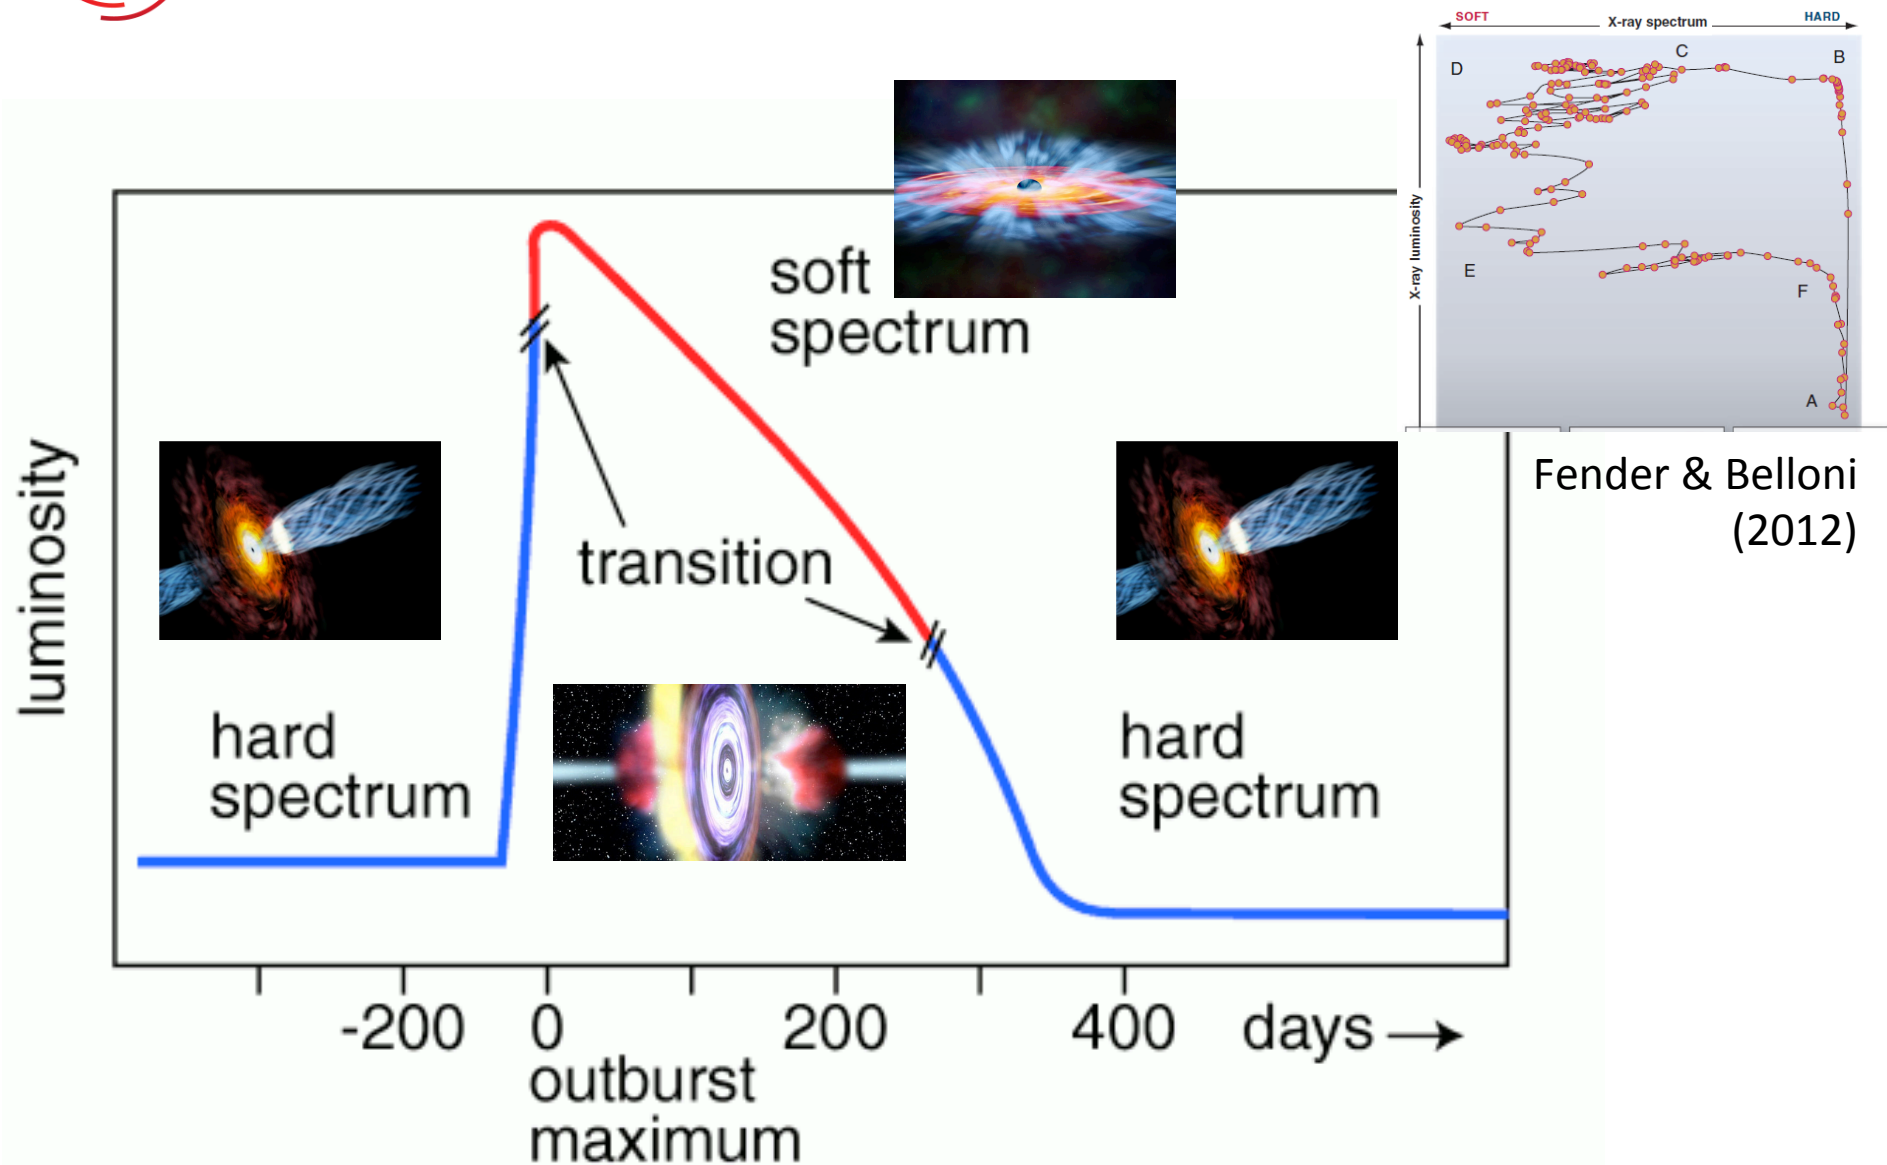 SOFT
X-ray spectrum
HARD
X-ray luminosity
A
B
C
D
E
F
Fender & Belloni
(2012)
luminosity
soft
spectrum
transition
hard
spectrum
hard
spectrum
-200
0
200
400
days
outburst
maximum